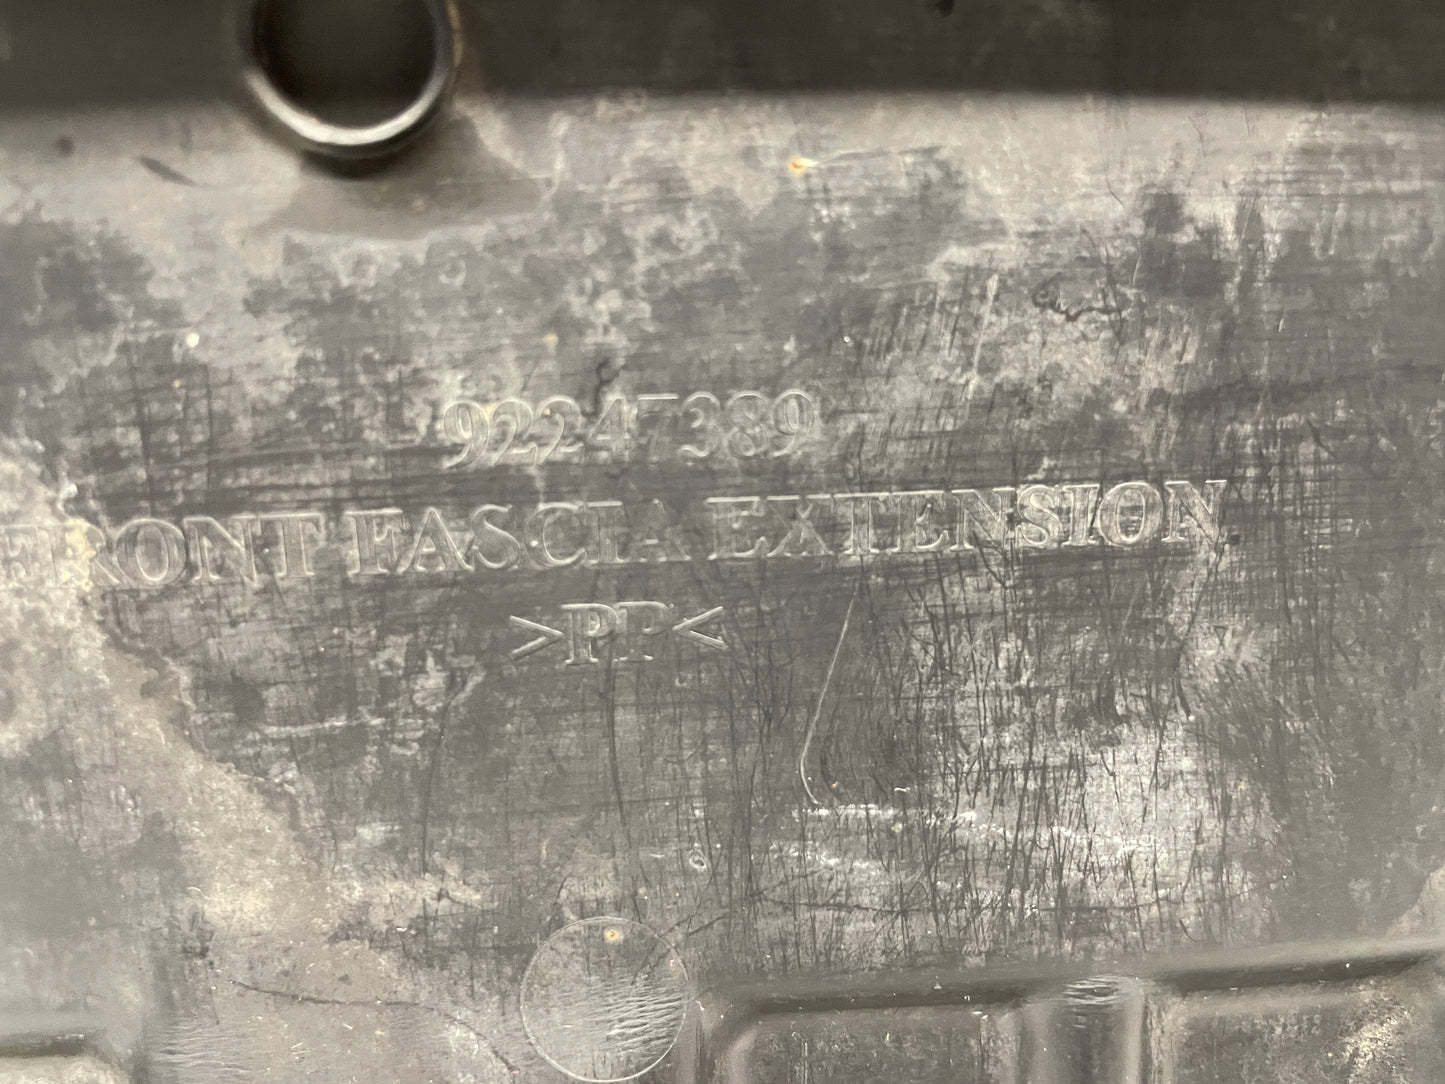 92247389
FRONT FASCIA EXTENSION
>PP<